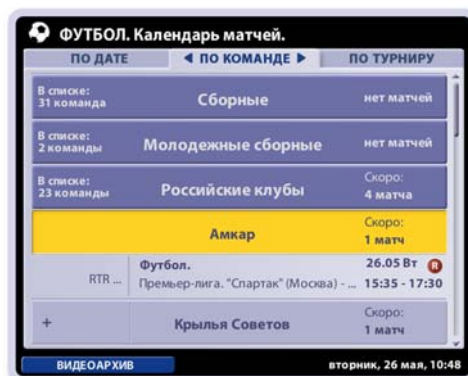 ФУТБОЛ. Календарь матчей.
ПО ДАТЕ ◀ ПО КОМАНДЕ ▶ ПО ТУРНИРУ
В списке:
31 команда Сборные нет матчей
В списке:
2 команды Молодежные сборные нет матчей
В списке: Скоро:
23 команды Российские клубы 4 матча
Скоро:
Амкар 1 матч
Футбол. 26.05 Вт R
RTR ... Премьер-лига. "Спартак" (Москва) - ... 15:35 - 17:30
Скоро:
+ Крылья Советов 1 матч
ВИДЕОАРХИВ вторник, 26 мая, 10:48